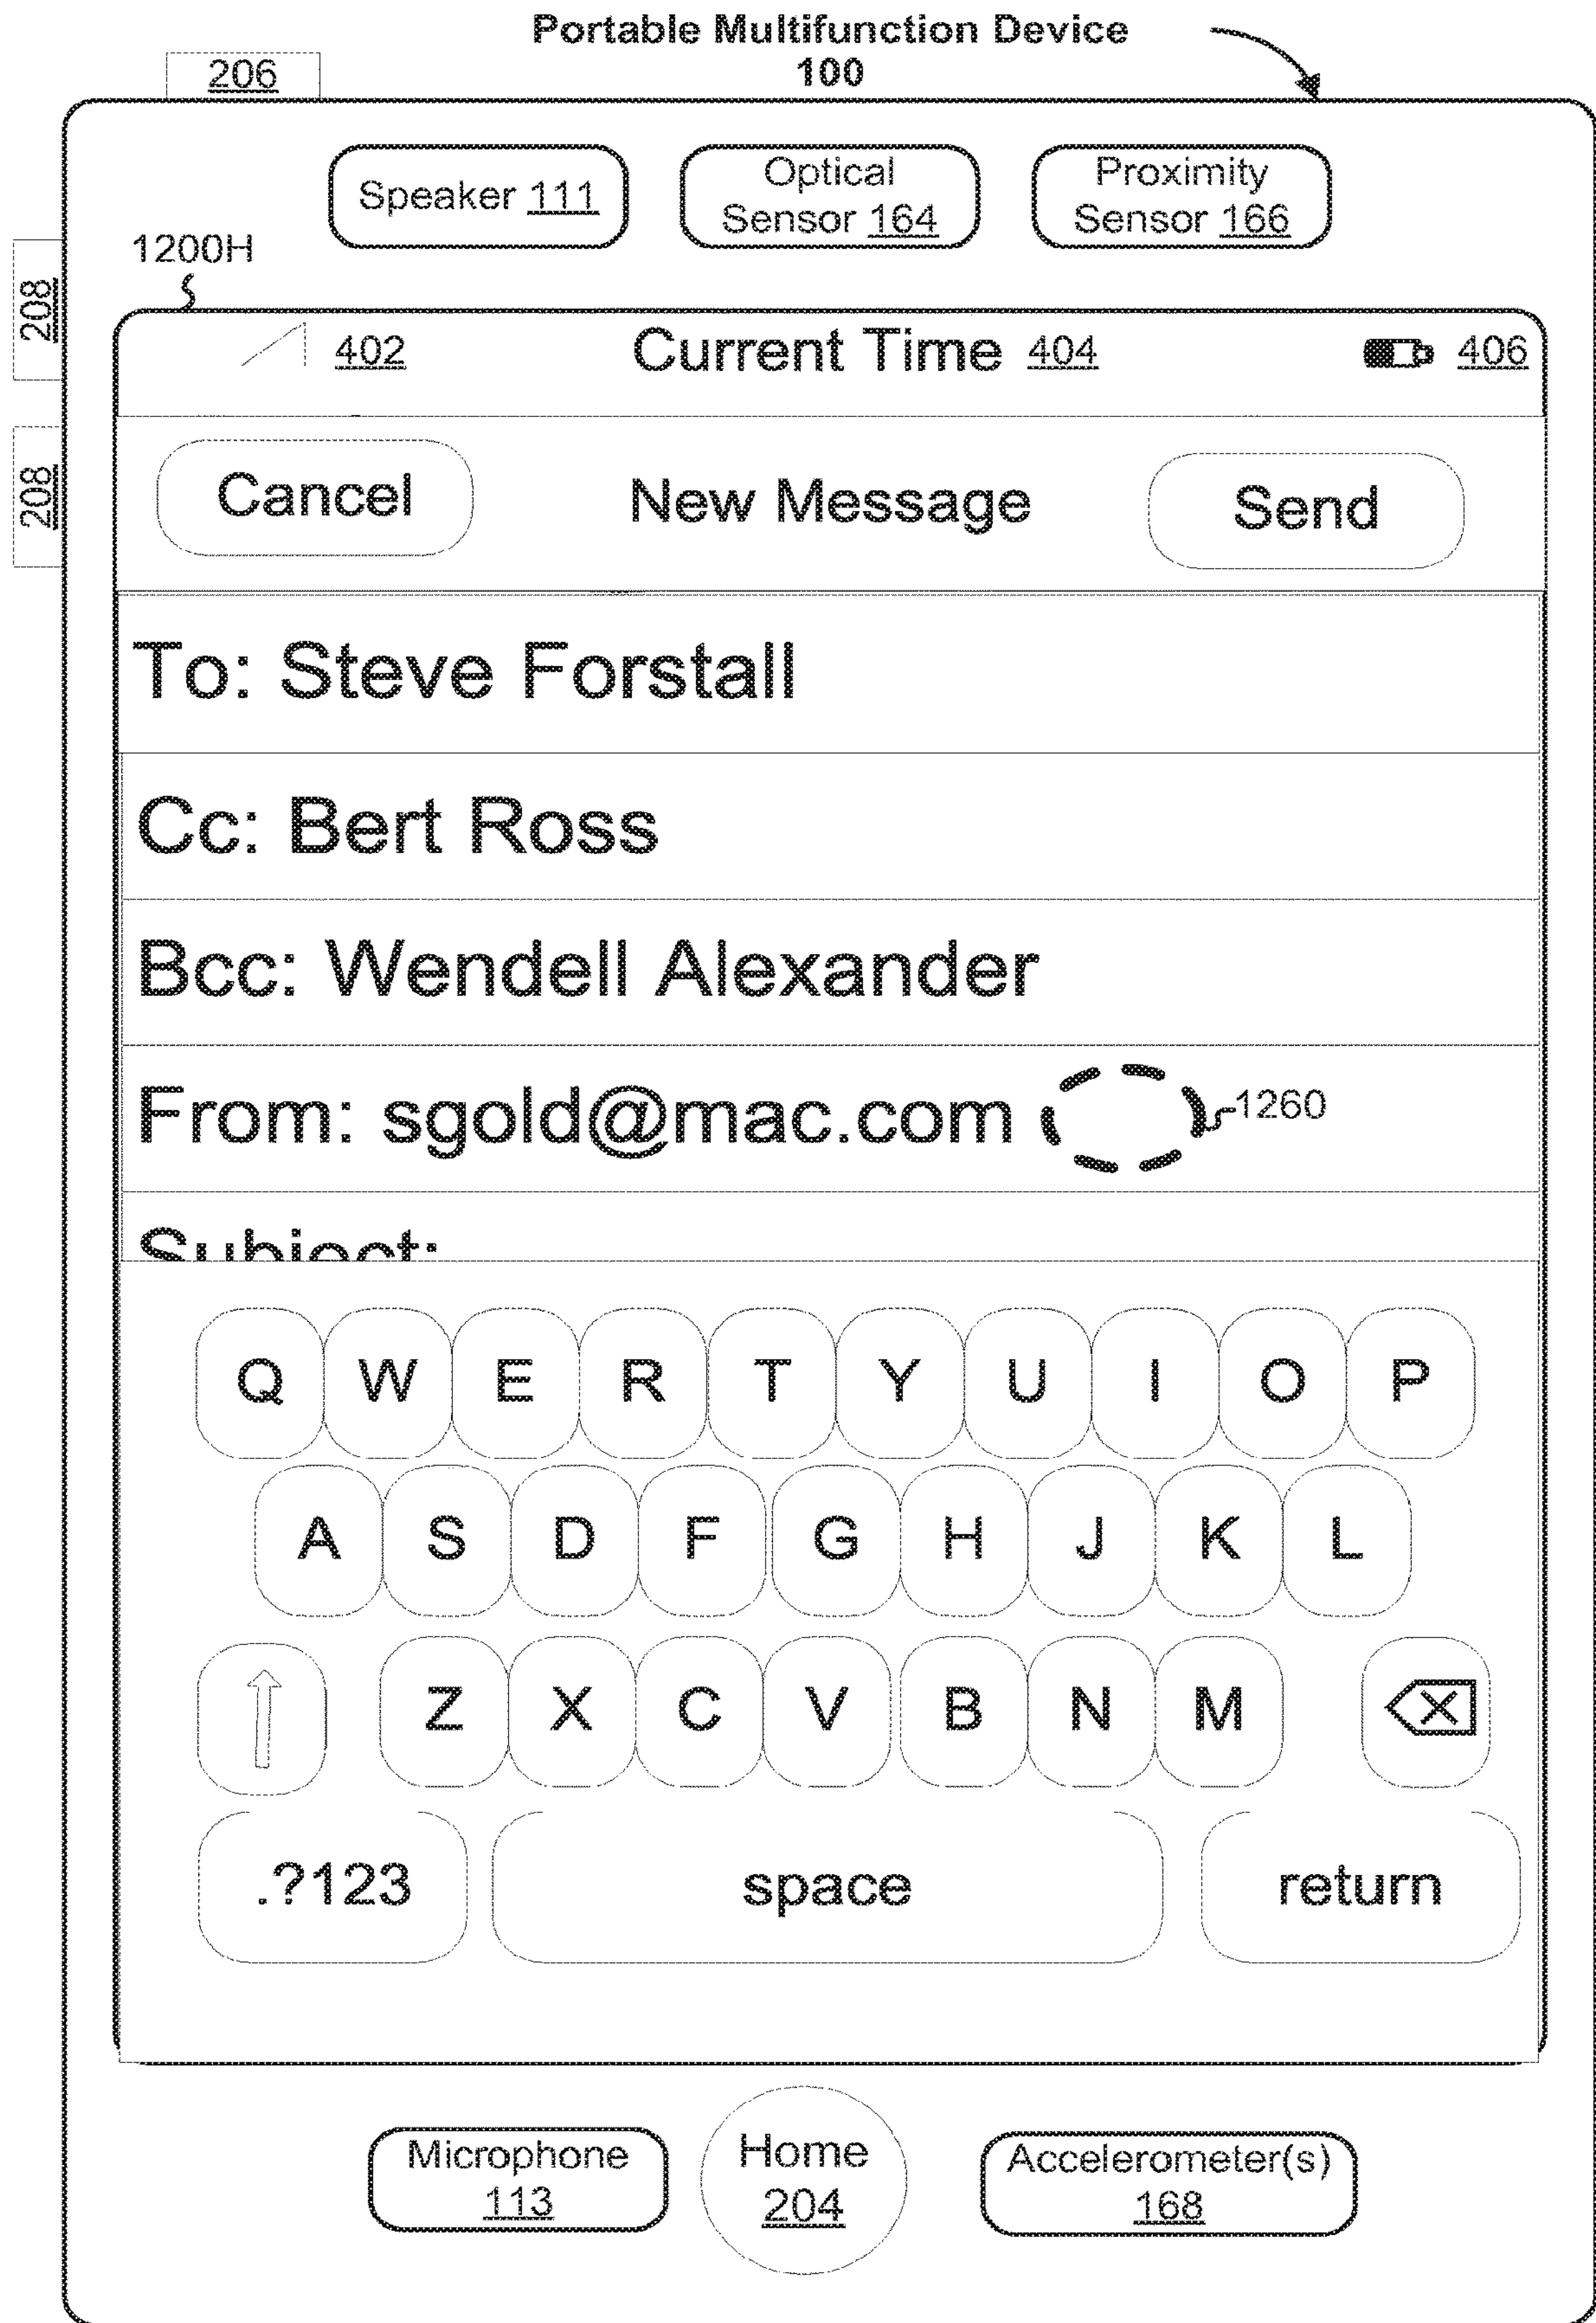 Portable Multifunction Device
100
206
Speaker 111
Optical
Sensor 164
Proximity
Sensor 166
1200H
208
208
402
Current Time 404
406
Cancel
New Message
Send
To: Steve Forstall
Cc: Bert Ross
Bcc: Wendell Alexander
From: sgold@mac.com
1260
Subject:
Q W E R T Y U I O P
A S D F G H J K L
Z X C V B N M
.?123
space
return
Microphone
113
Home
204
Accelerometer(s)
168